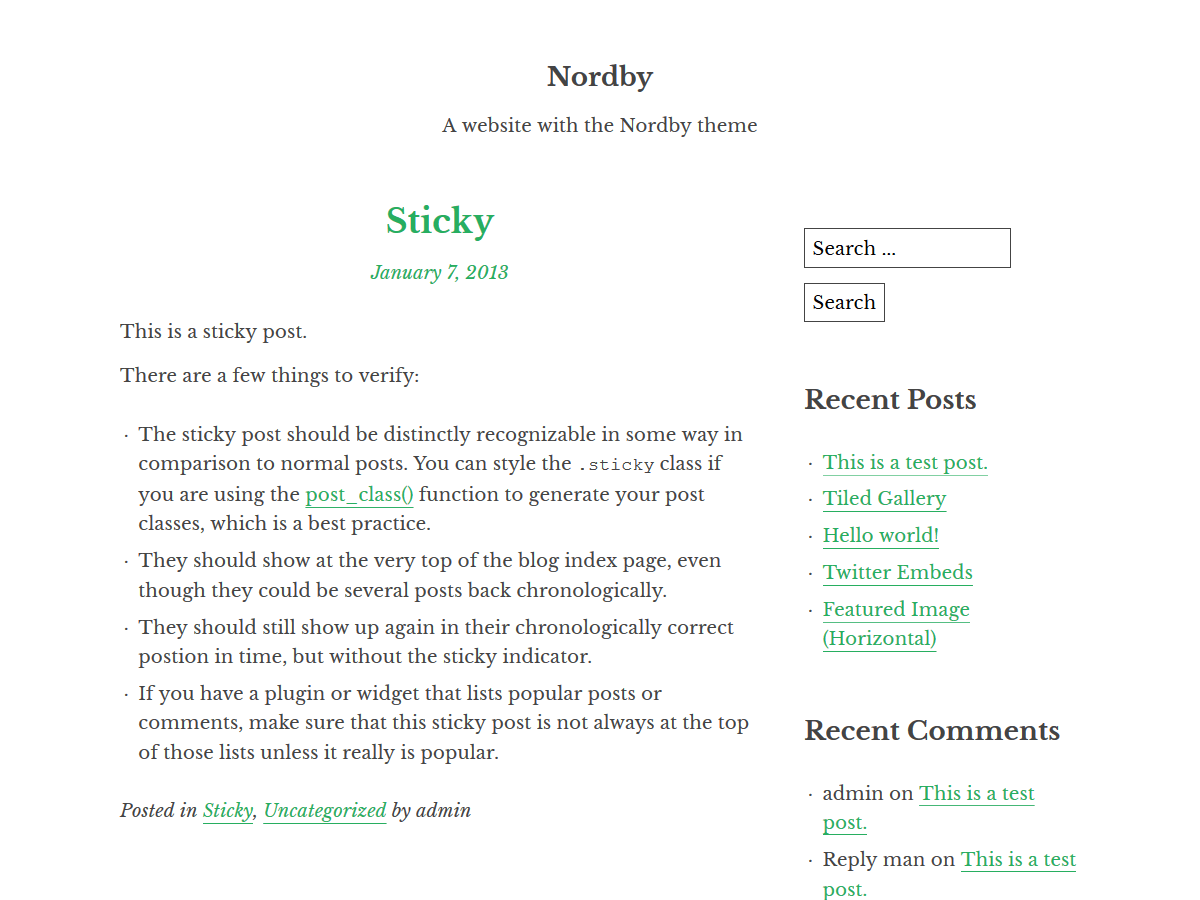 Nordby
A website with the Nordby theme
Sticky
January 7, 2013
This is a sticky post.
There are a few things to verify:
· The sticky post should be distinctly recognizable in some way in
comparison to normal posts. You can style the .sticky class if
you are using the post_class() function to generate your post
classes, which is a best practice.
· They should show at the very top of the blog index page, even
though they could be several posts back chronologically.
· They should still show up again in their chronologically correct
postion in time, but without the sticky indicator.
· If you have a plugin or widget that lists popular posts or
comments, make sure that this sticky post is not always at the top
of those lists unless it really is popular.
Posted in Sticky, Uncategorized by admin
Search ...
Search
Recent Posts
· This is a test post.
· Tiled Gallery
· Hello world!
· Twitter Embeds
· Featured Image
(Horizontal)
Recent Comments
· admin on This is a test
post.
· Reply man on This is a test
post.